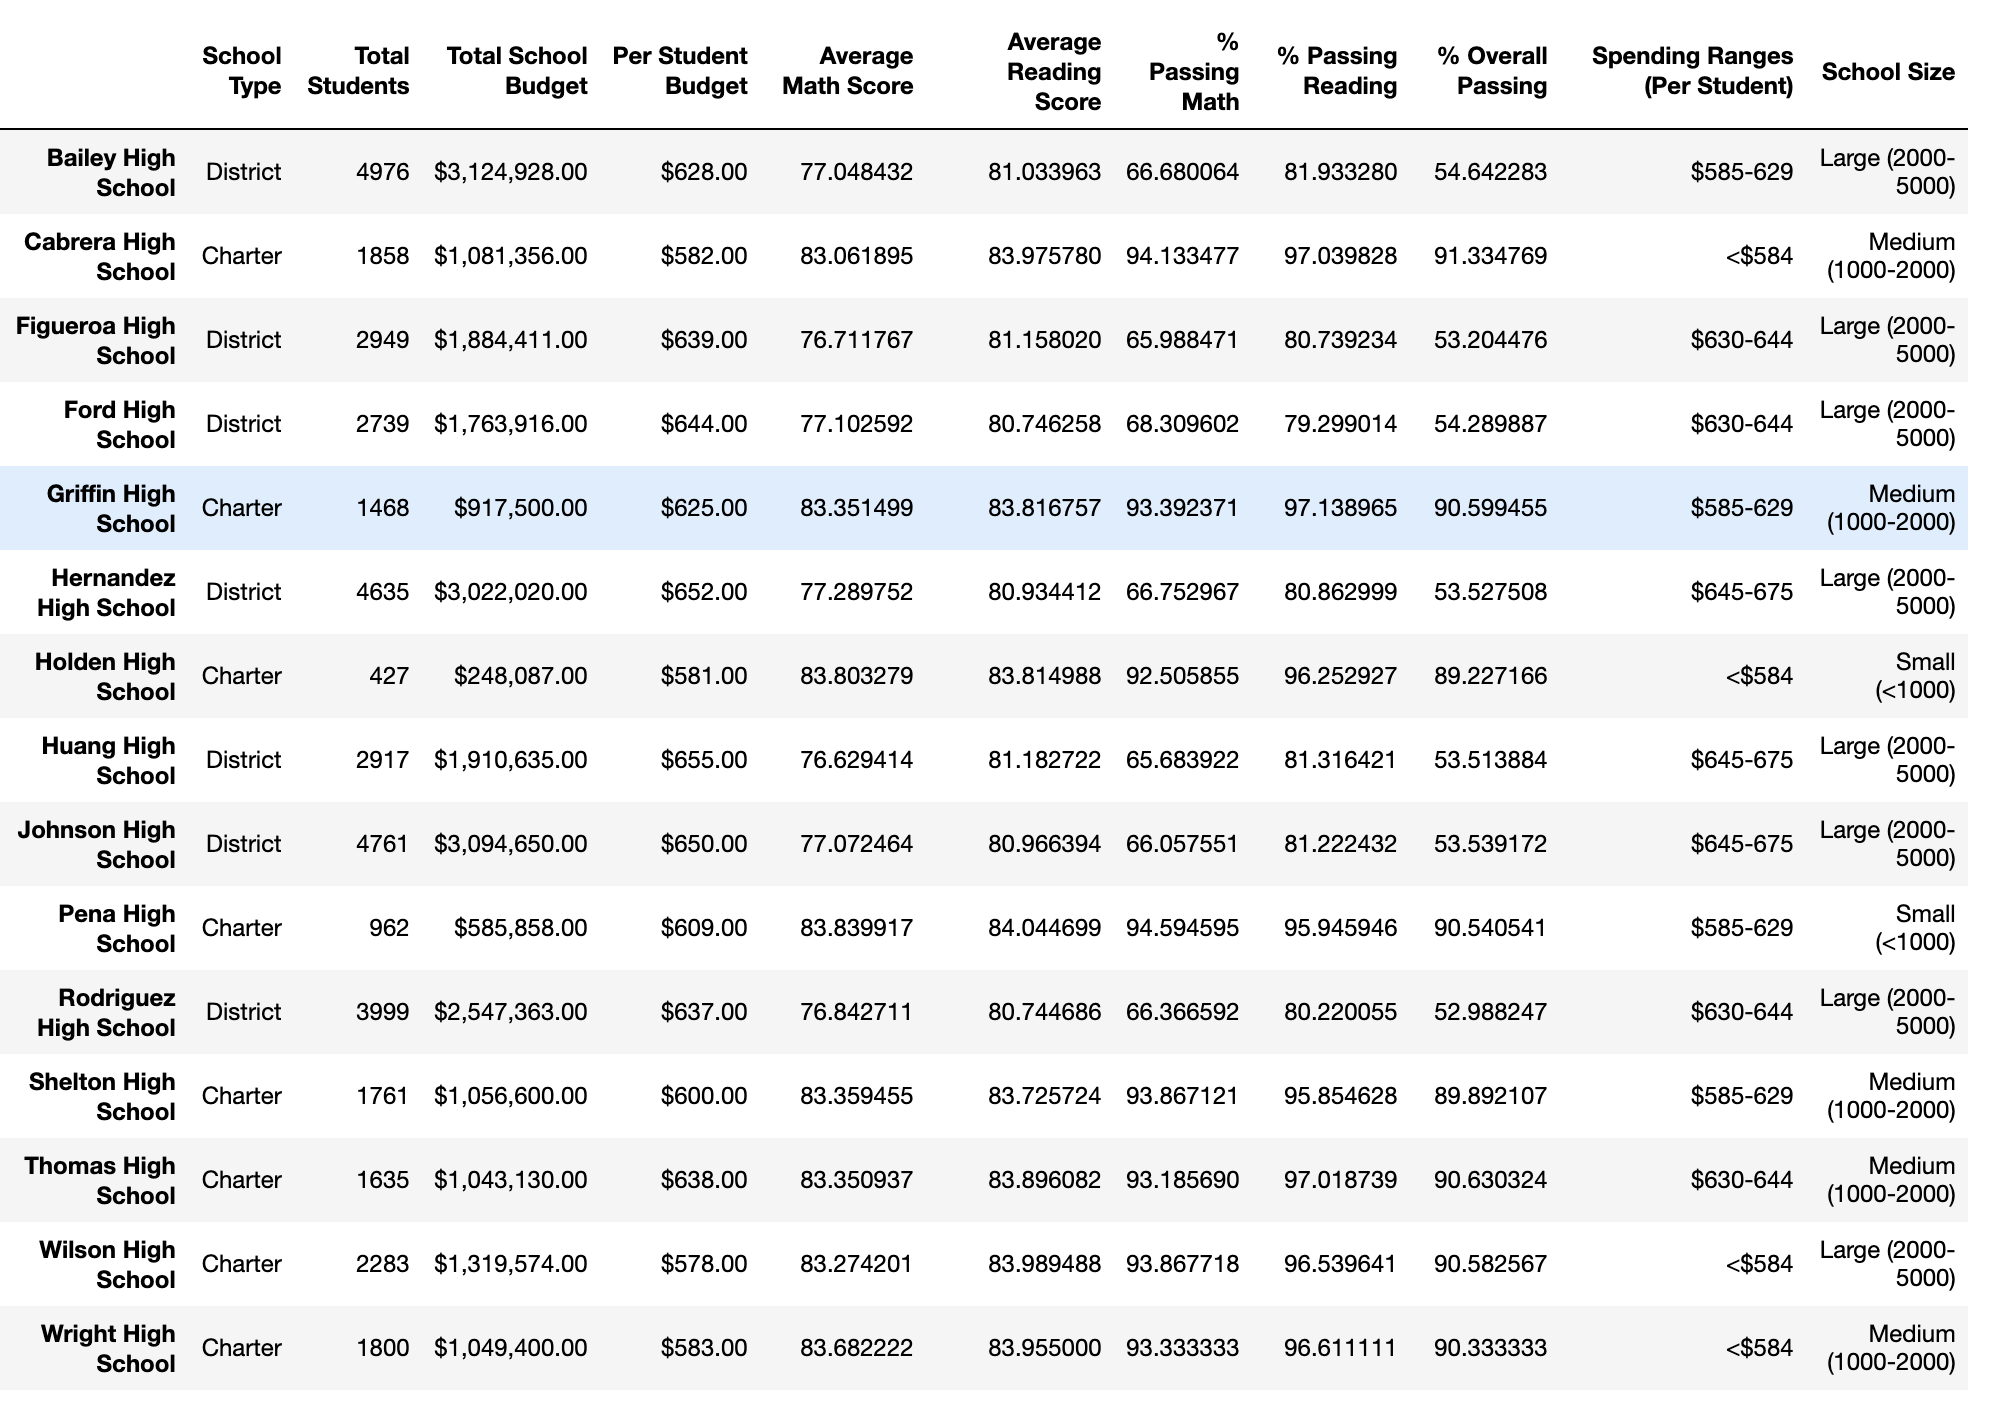 School Type Total Students Total School Budget Per Student Budget Average Math Score Average Reading Score % Passing Math % Passing Reading % Overall Passing Spending Ranges (Per Student) School Size
Bailey High School District 4976 $3,124,928.00 $628.00 77.048432 81.033963 66.680064 81.933280 54.642283 $585-629 Large (2000-5000)
Cabrera High School Charter 1858 $1,081,356.00 $582.00 83.061895 83.975780 94.133477 97.039828 91.334769 <$584 Medium (1000-2000)
Figueroa High School District 2949 $1,884,411.00 $639.00 76.711767 81.158020 65.988471 80.739234 53.204476 $630-644 Large (2000-5000)
Ford High School District 2739 $1,763,916.00 $644.00 77.102592 80.746258 68.309602 79.299014 54.289887 $630-644 Large (2000-5000)
Griffin High School Charter 1468 $917,500.00 $625.00 83.351499 83.816757 93.392371 97.138965 90.599455 $585-629 Medium (1000-2000)
Hernandez High School District 4635 $3,022,020.00 $652.00 77.289752 80.934412 66.752967 80.862999 53.527508 $645-675 Large (2000-5000)
Holden High School Charter 427 $248,087.00 $581.00 83.803279 83.814988 92.505855 96.252927 89.227166 <$584 Small (<1000)
Huang High School District 2917 $1,910,635.00 $655.00 76.629414 81.182722 65.683922 81.316421 53.513884 $645-675 Large (2000-5000)
Johnson High School District 4761 $3,094,650.00 $650.00 77.072464 80.966394 66.057551 81.222432 53.539172 $645-675 Large (2000-5000)
Pena High School Charter 962 $585,858.00 $609.00 83.839917 84.044699 94.594595 95.945946 90.540541 $585-629 Small (<1000)
Rodriguez High School District 3999 $2,547,363.00 $637.00 76.842711 80.744686 66.366592 80.220055 52.988247 $630-644 Large (2000-5000)
Shelton High School Charter 1761 $1,056,600.00 $600.00 83.359455 83.725724 93.867121 95.854628 89.892107 $585-629 Medium (1000-2000)
Thomas High School Charter 1635 $1,043,130.00 $638.00 83.350937 83.896082 93.185690 97.018739 90.630324 $630-644 Medium (1000-2000)
Wilson High School Charter 2283 $1,319,574.00 $578.00 83.274201 83.989488 93.867718 96.539641 90.582567 <$584 Large (2000-5000)
Wright High School Charter 1800 $1,049,400.00 $583.00 83.682222 83.955000 93.333333 96.611111 90.333333 <$584 Medium (1000-2000)